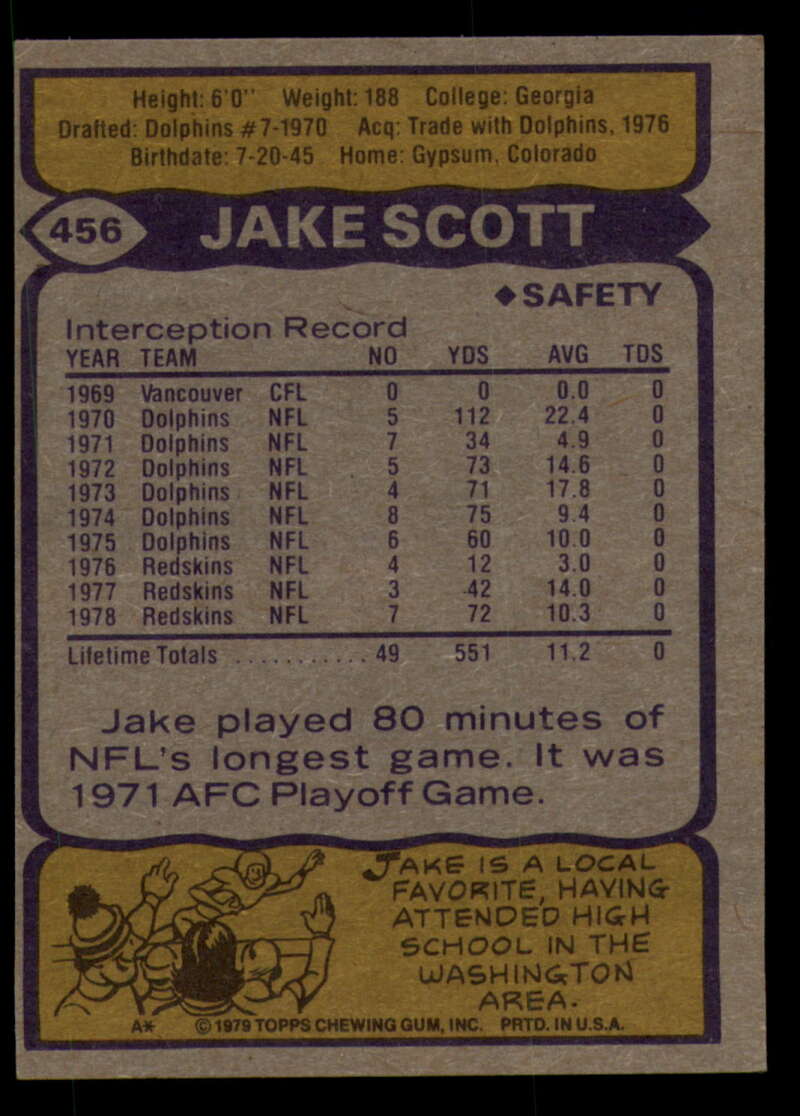 Height: 6'0" Weight: 188 College: Georgia
Drafted: Dolphins #7-1970 Acq: Trade with Dolphins, 1976
Birthdate: 7-20-45 Home: Gypsum, Colorado
456 JAKE SCOTT
◆SAFETY
Interception Record
YEAR TEAM NO YDS AVG TDS
1969 Vancouver CFL 0 0 0.0 0
1970 Dolphins NFL 5 112 22.4 0
1971 Dolphins NFL 7 34 4.9 0
1972 Dolphins NFL 5 73 14.6 0
1973 Dolphins NFL 4 71 17.8 0
1974 Dolphins NFL 8 75 9.4 0
1975 Dolphins NFL 6 60 10.0 0
1976 Redskins NFL 4 12 3.0 0
1977 Redskins NFL 3 42 14.0 0
1978 Redskins NFL 7 72 10.3 0
Lifetime Totals ........... 49 551 11.2 0
Jake played 80 minutes of
NFL's longest game. It was
1971 AFC Playoff Game.
JAKE IS A LOCAL
FAVORITE, HAVING
ATTENDED HIGH
SCHOOL IN THE
WASHINGTON
AREA.
A* © 1979 TOPPS CHEWING GUM, INC. PRTD. IN U.S.A.